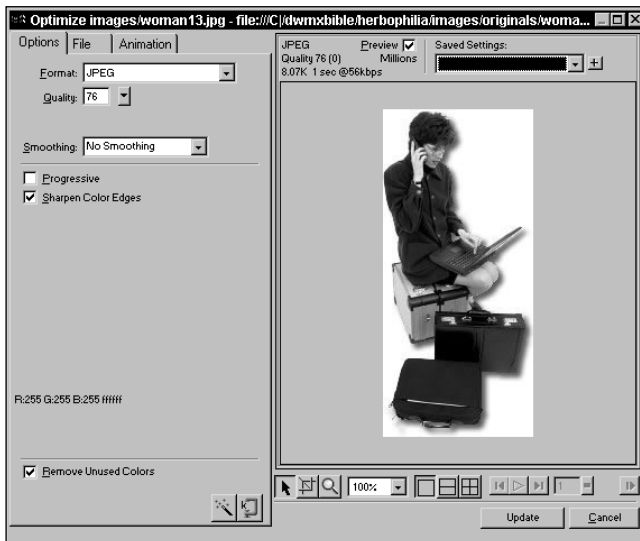 Optimize images/woman13.jpg - file:///C|/dwmxbible/herbophilia/images/originals/woma...
Options
File
Animation
Format: JPEG
Quality: 76
Smoothing: No Smoothing
Progressive
Sharpen Color Edges
R:255 G:255 B:255 ffffff
Remove Unused Colors
JPEG
Preview
Quality 76 (0)
Millions
8.07K 1 sec @56kbps
Saved Settings:
100%
1
Update
Cancel